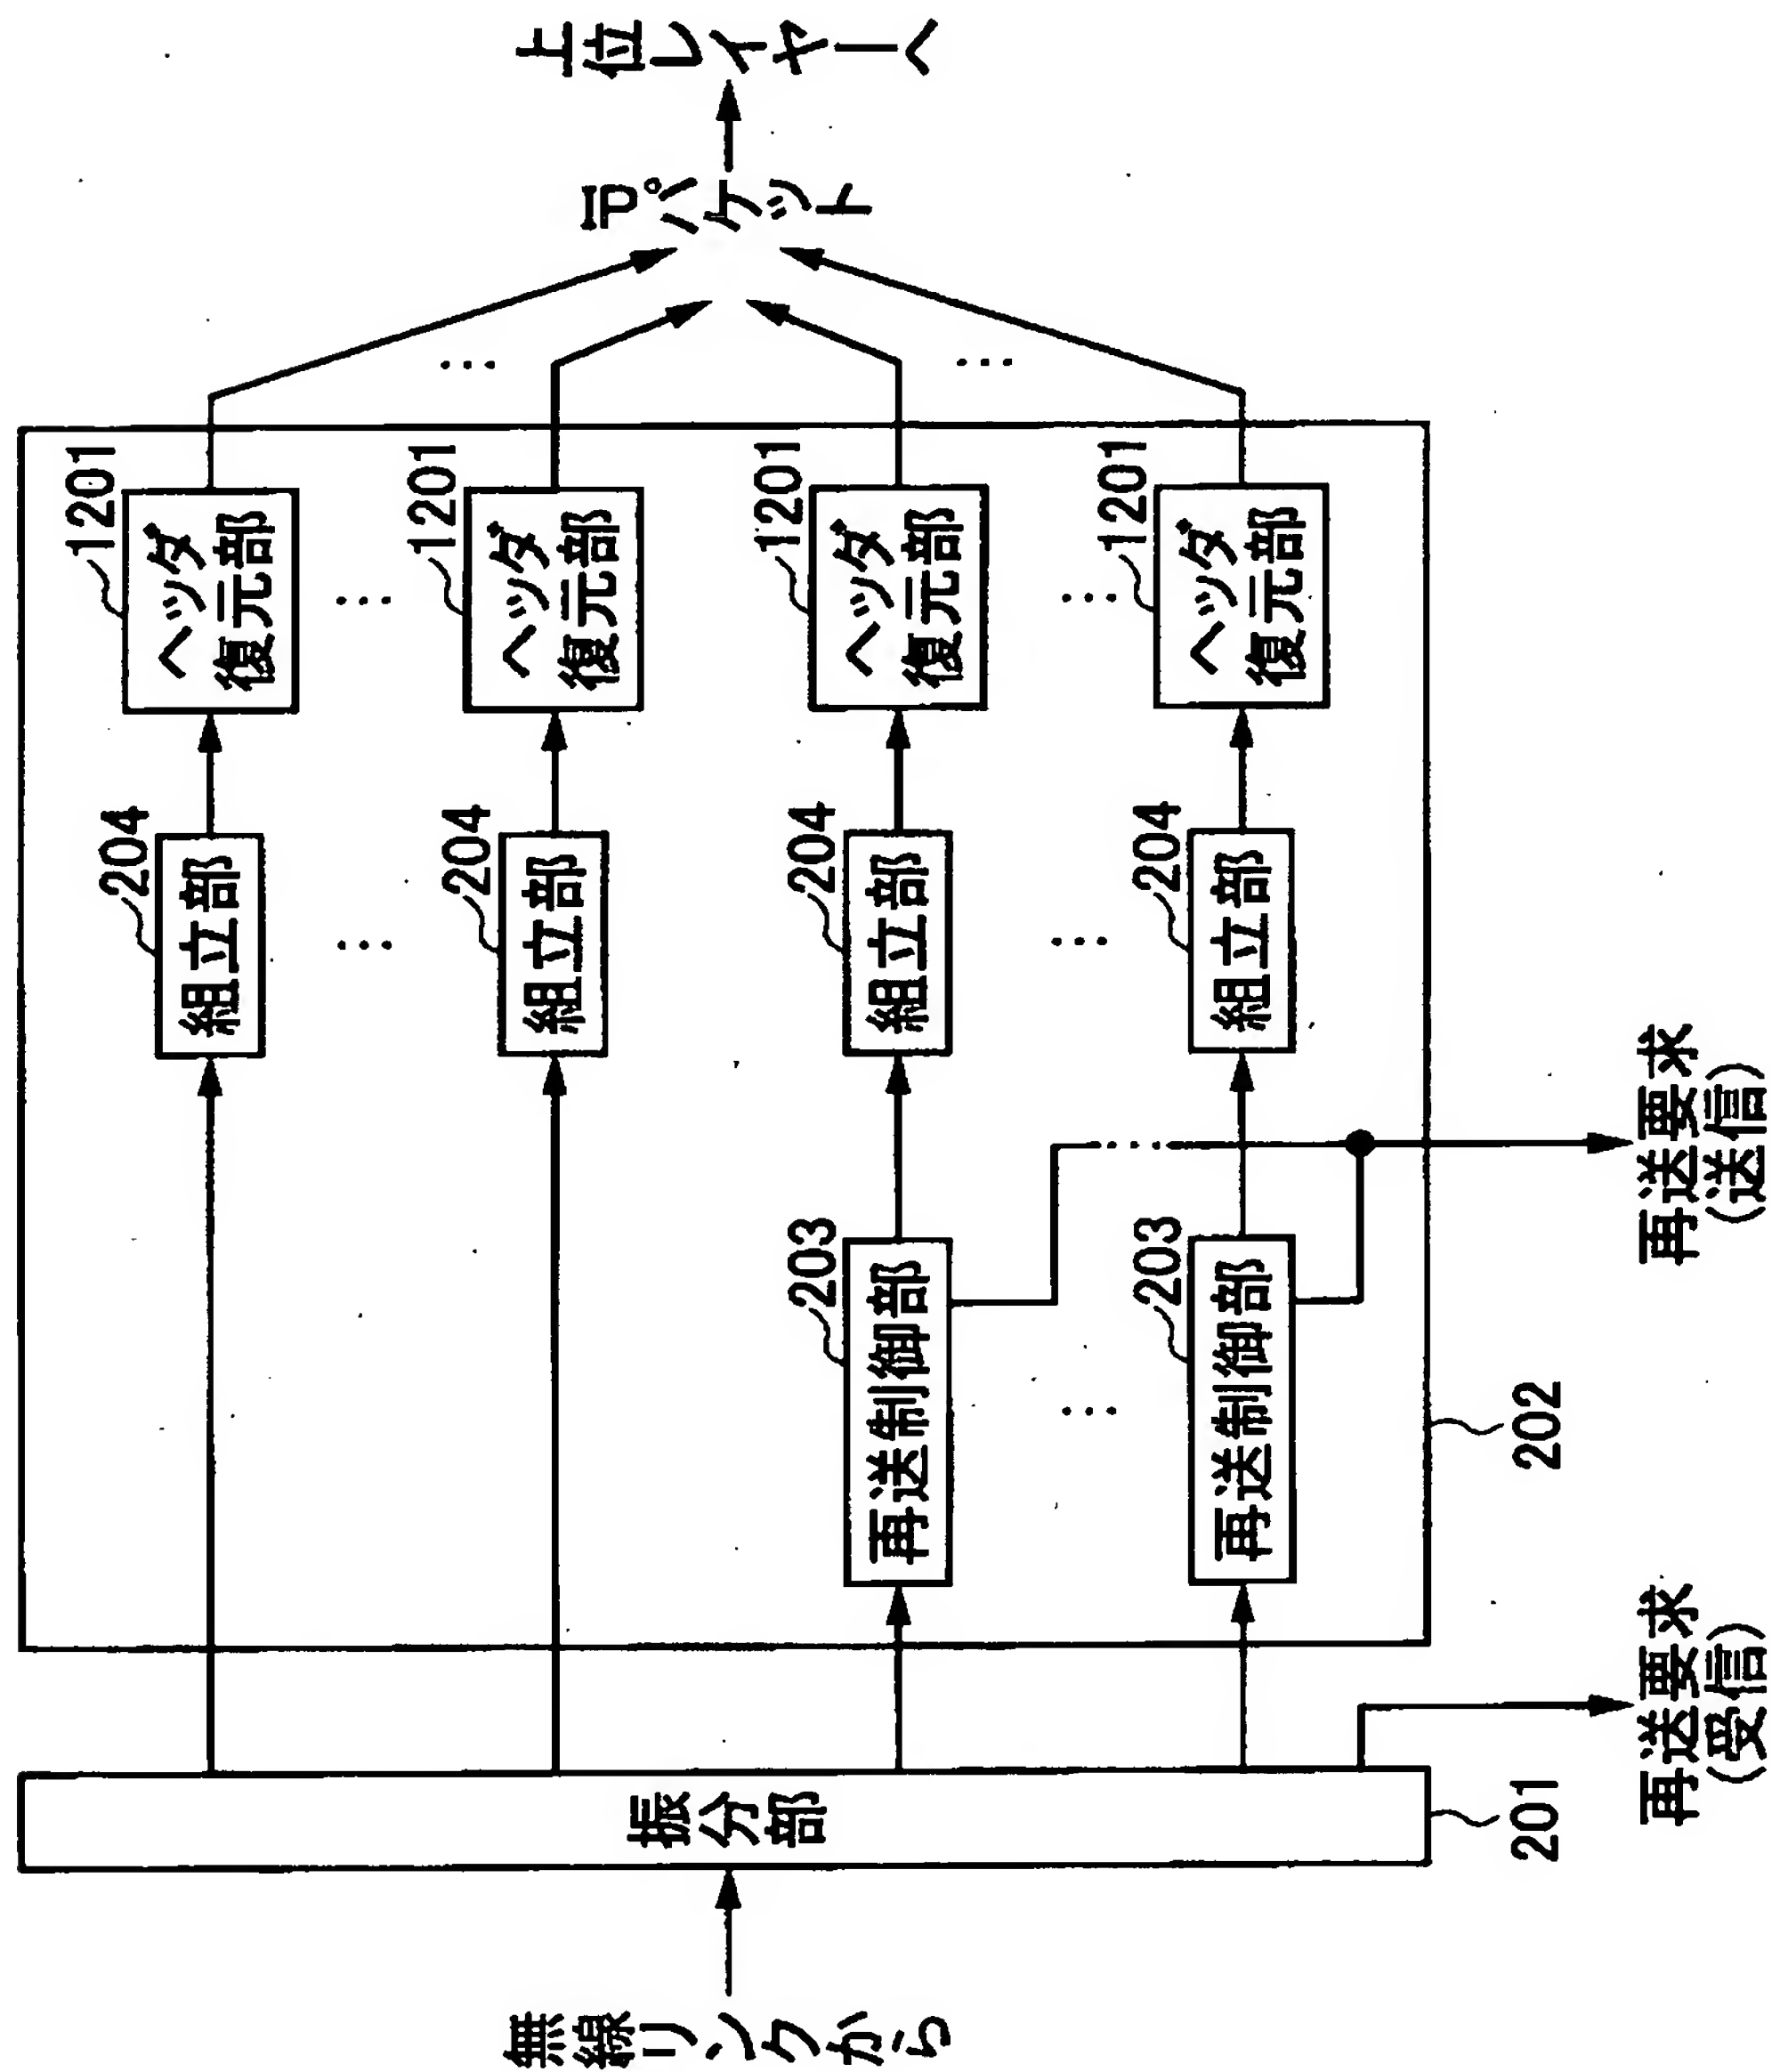 無線リンクから
振分部
201
再送要求
(受信)
202
再送制御部
203
再送制御部
203
再送要求
(送信)
組立部
204
組立部
204
組立部
204
組立部
204
ヘッダ
復元部
1201
ヘッダ
復元部
1201
ヘッダ
復元部
1201
ヘッダ
復元部
1201
IPパケット
上位レイヤーへ